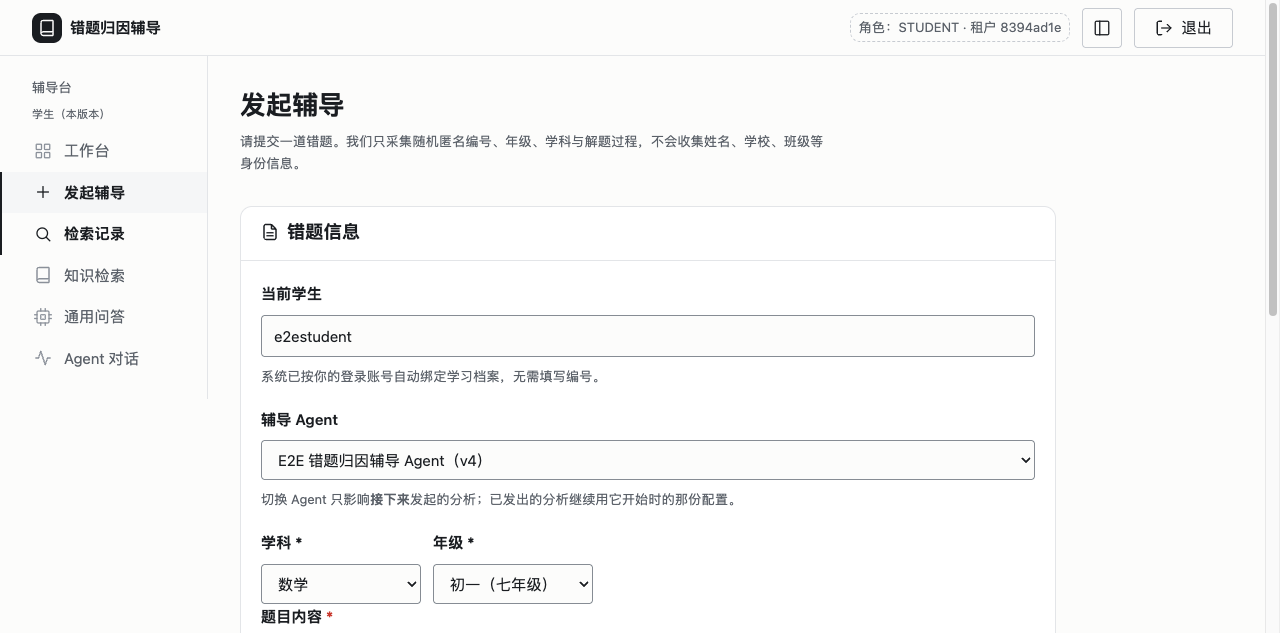 错题归因辅导
角色：STUDENT · 租户 8394ad1e
退出
辅导台
学生（本版本）
工作台
发起辅导
检索记录
知识检索
通用问答
Agent 对话
发起辅导
请提交一道错题。我们只采集随机匿名编号、年级、学科与解题过程，不会收集姓名、学校、班级等
身份信息。
错题信息
当前学生
e2estudent
系统已按你的登录账号自动绑定学习档案，无需填写编号。
辅导 Agent
E2E 错题归因辅导 Agent（v4）
切换 Agent 只影响接下来发起的分析；已发出的分析继续用它开始时的那份配置。
学科 * 年级 *
数学 初一（七年级）
题目内容 *